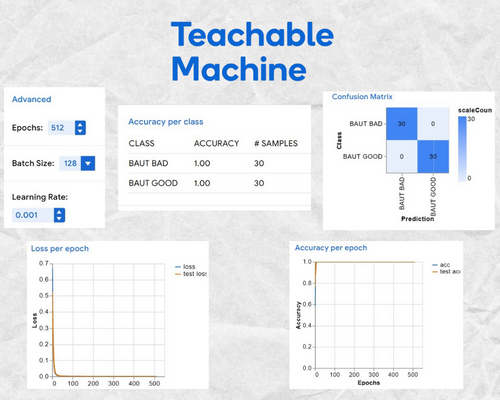 Teachable
Machine
Advanced
Epochs: 512
Batch Size: 128
Learning Rate:
0.001
Accuracy per class
CLASS ACCURACY # SAMPLES
BAUT BAD 1.00 30
BAUT GOOD 1.00 30
Confusion Matrix
scaleCoun
30
0
BAUT BAD 30 0
BAUT GOOD 0 30
Class
BAUT BAD
BAUT GOOD
Prediction
Loss per epoch
loss
test loss
0.7
0.6
0.5
0.4
0.3
0.2
0.1
0.0
Loss
0 100 200 300 400 500
Accuracy per epoch
acc
test acc
1.0
0.8
0.6
0.4
0.2
0.0
Accuracy
0 100 200 300 400 500
Epochs